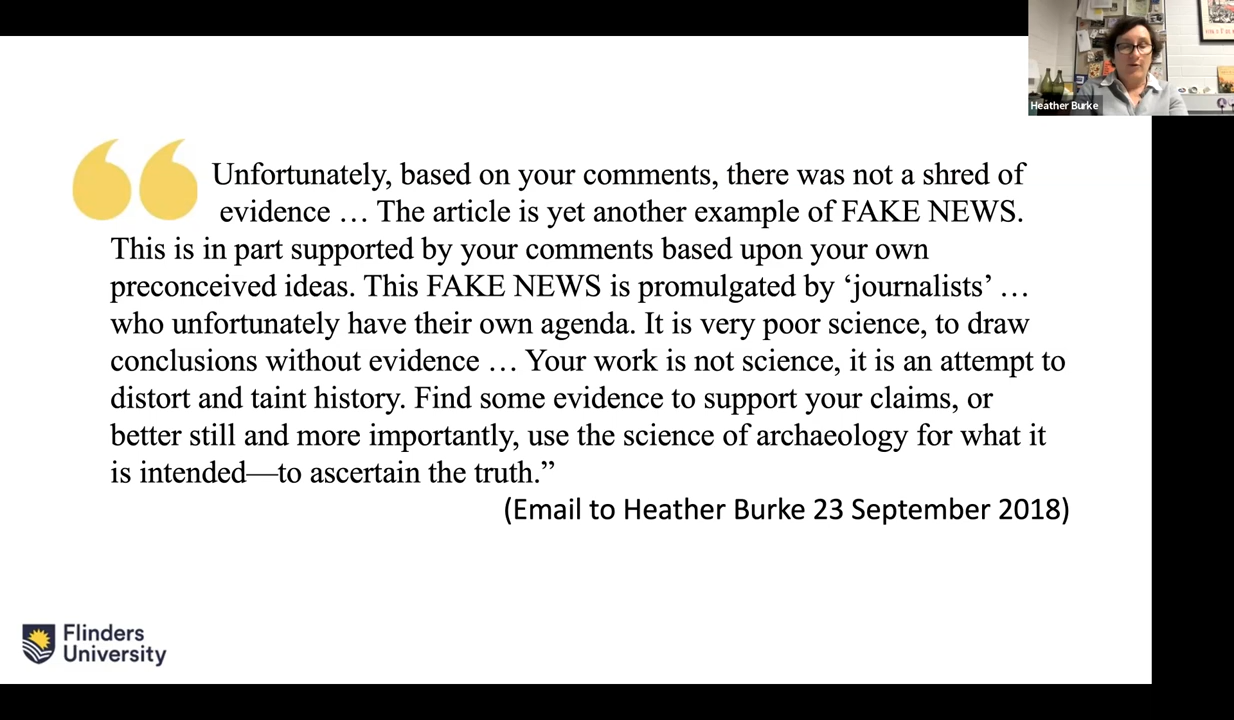 Heather Burke
Unfortunately, based on your comments, there was not a shred of
evidence … The article is yet another example of FAKE NEWS.
This is in part supported by your comments based upon your own
preconceived ideas. This FAKE NEWS is promulgated by ‘journalists’ …
who unfortunately have their own agenda. It is very poor science, to draw
conclusions without evidence … Your work is not science, it is an attempt to
distort and taint history. Find some evidence to support your claims, or
better still and more importantly, use the science of archaeology for what it
is intended—to ascertain the truth.”
(Email to Heather Burke 23 September 2018)
Flinders
University